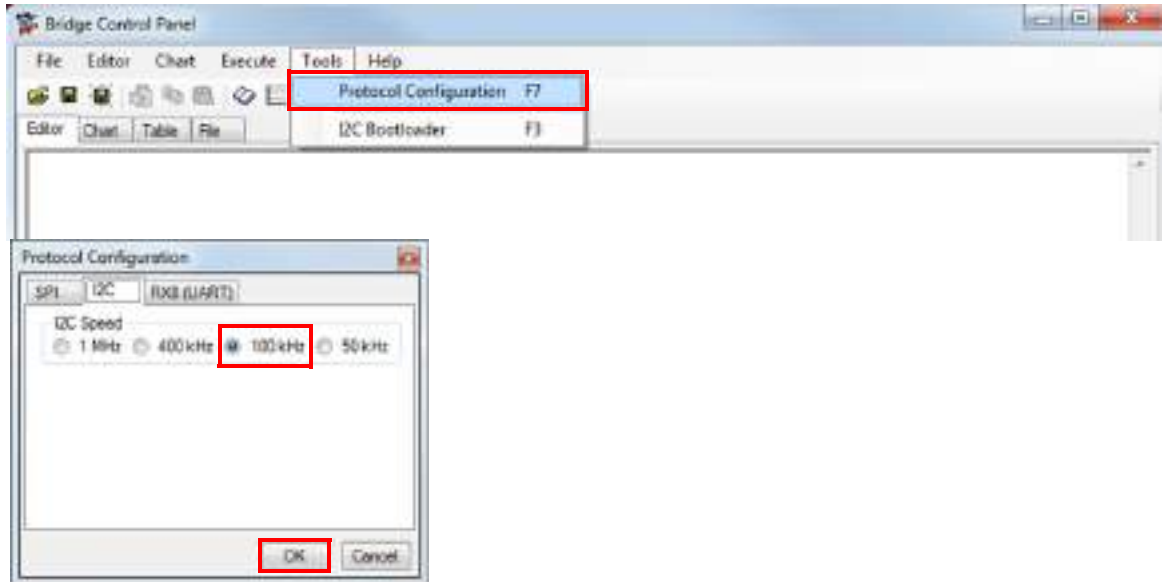 Bridge Control Panel
File Editor Chart Execute Tools Help
Protocol Configuration F7
Editor Chart Table File
I2C Bootloader F3
Protocol Configuration
SPI I2C RX8 (UART)
I2C Speed
1 MHz 400 kHz 100 kHz 50 kHz
OK Cancel